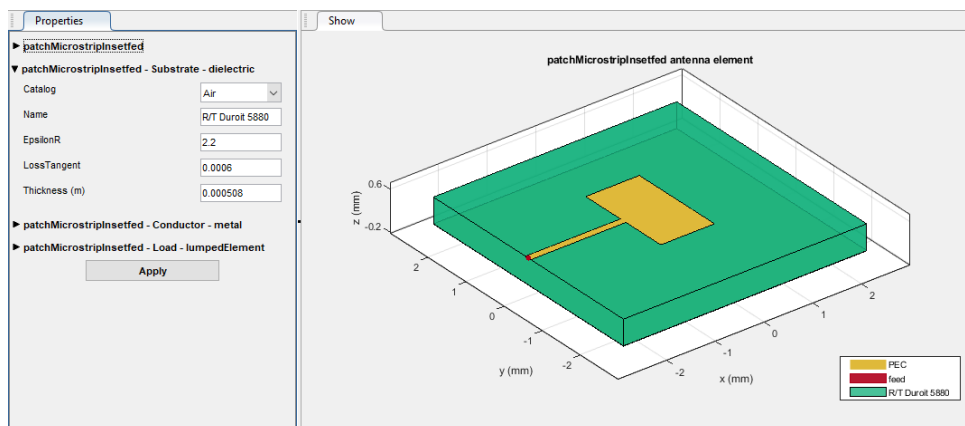 Properties
patchMicrostripInsetfed
patchMicrostripInsetfed - Substrate - dielectric
Catalog Air
Name R/T Duroit 5880
EpsilonR 2.2
LossTangent 0.0006
Thickness (m) 0.000508
patchMicrostripInsetfed - Conductor - metal
patchMicrostripInsetfed - Load - lumpedElement
Apply
Show
patchMicrostripInsetfed antenna element
z (mm)
0.6
-0.2
2
1
0
-1
-2
y (mm)
-2
-1
0
1
2
x (mm)
PEC
feed
R/T Duroit 5880